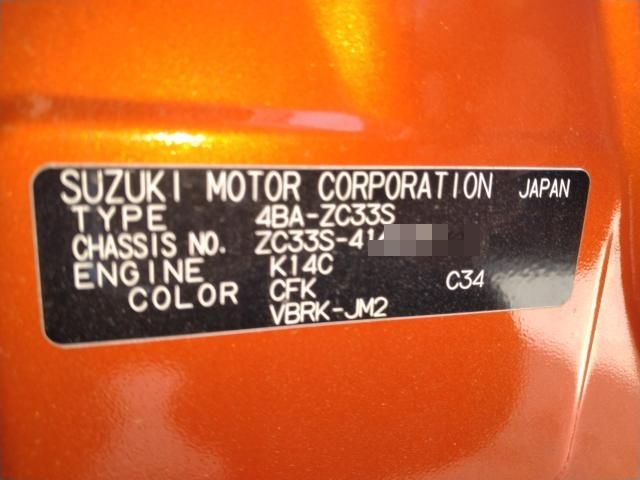 SUZUKI MOTOR CORPORATION JAPAN
TYPE 4BA-ZC33S
CHASSIS NO. ZC33S-41
ENGINE K14C C34
COLOR CFK
VBRK-JM2